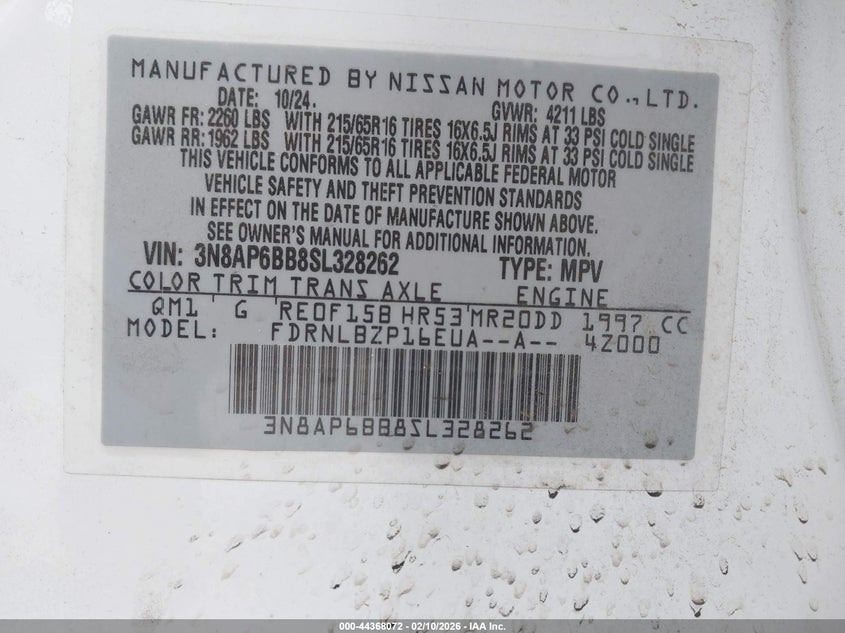 MANUFACTURED BY NISSAN MOTOR CO., LTD.
DATE: 10/24. GVWR: 4211 LBS
GAWR FR: 2260 LBS WITH 215/65R16 TIRES 16X6.5J RIMS AT 33 PSI COLD SINGLE
GAWR RR: 1962 LBS WITH 215/65R16 TIRES 16X6.5J RIMS AT 33 PSI COLD SINGLE
THIS VEHICLE CONFORMS TO ALL APPLICABLE FEDERAL MOTOR
VEHICLE SAFETY AND THEFT PREVENTION STANDARDS
IN EFFECT ON THE DATE OF MANUFACTURE SHOWN ABOVE.
SEE OWNER'S MANUAL FOR ADDITIONAL INFORMATION.
VIN: 3N8AP6BB8SL328262 TYPE: MPV
COLOR TRIM TRANS AXLE ENGINE
QM1 G RE0F15B HR53 MR20DD 1997 CC
MODEL: FDRNLBZP16EUA--A-- 4Z000
3N8AP6BB8SL328262
000-44368072 — 02/10/2026 — IAA Inc.